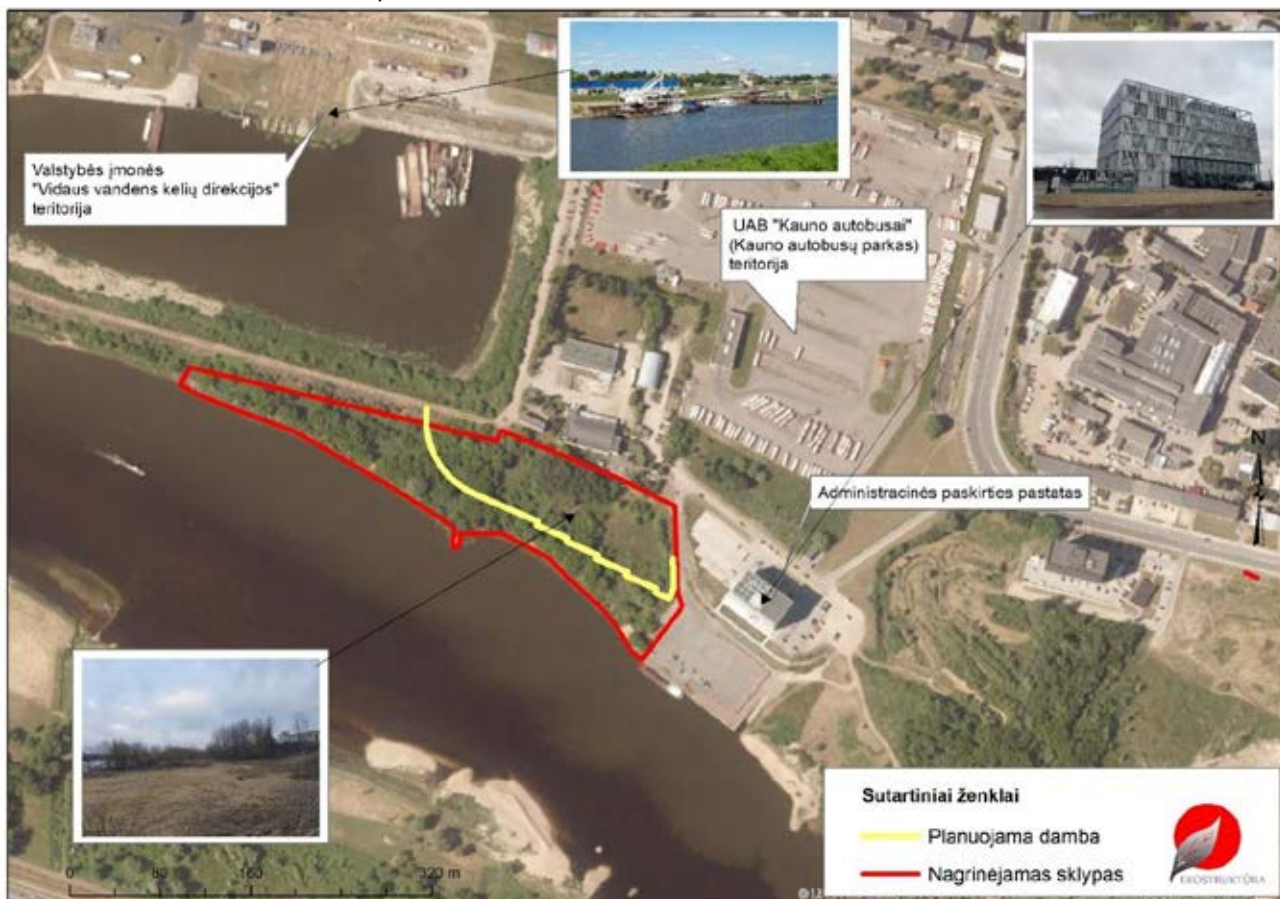 Valstybės įmonės
"Vidaus vandens kelių direkcijos"
teritorija
UAB "Kauno autobusai"
(Kauno autobusų parkas)
teritorija
Administracinės paskirties pastatas
N
Sutartiniai ženklai
Planuojama damba
Nagrinėjamas sklypas
EKOSTRUKTŪRA
0 160 320 m